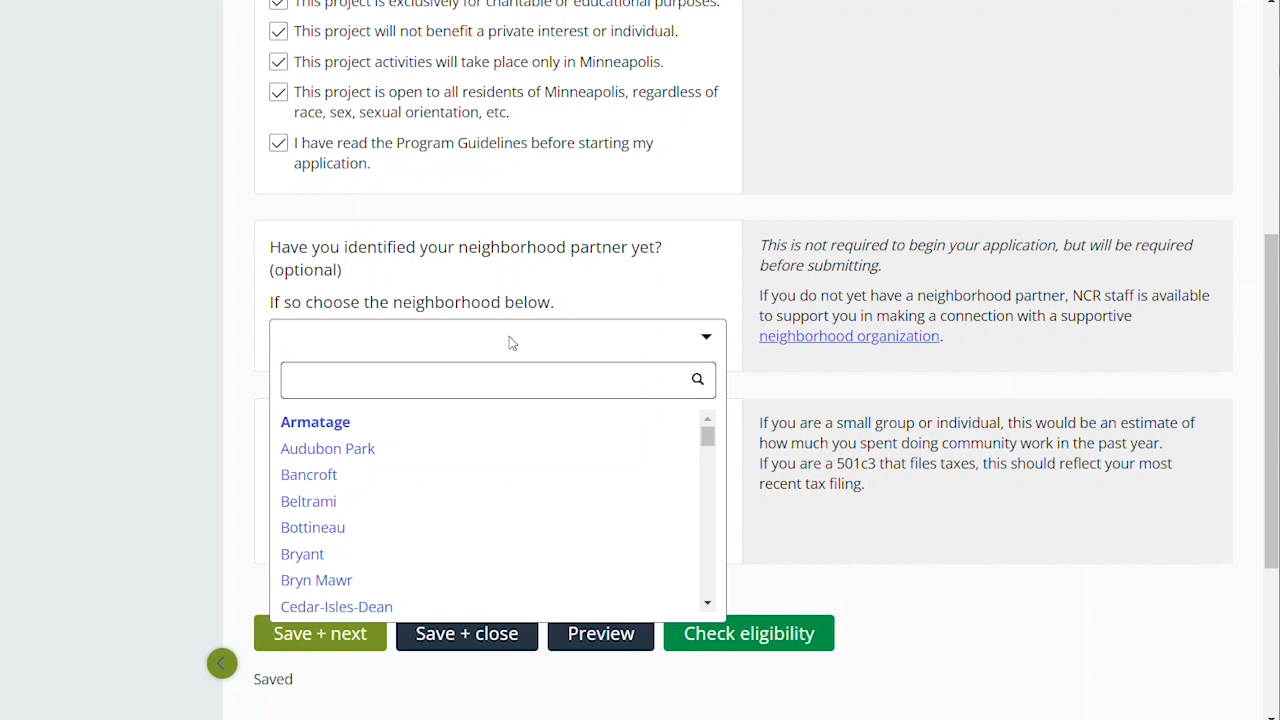 This project is exclusively for charitable or educational purposes.
This project will not benefit a private interest or individual.
This project activities will take place only in Minneapolis.
This project is open to all residents of Minneapolis, regardless of
race, sex, sexual orientation, etc.
I have read the Program Guidelines before starting my
application.
Have you identified your neighborhood partner yet?
(optional)
If so choose the neighborhood below.
This is not required to begin your application, but will be required
before submitting.
If you do not yet have a neighborhood partner, NCR staff is available
to support you in making a connection with a supportive
neighborhood organization.
Armatage
Audubon Park
Bancroft
Beltrami
Bottineau
Bryant
Bryn Mawr
Cedar-Isles-Dean
If you are a small group or individual, this would be an estimate of
how much you spent doing community work in the past year.
If you are a 501c3 that files taxes, this should reflect your most
recent tax filing.
Save + next
Save + close
Preview
Check eligibility
Saved